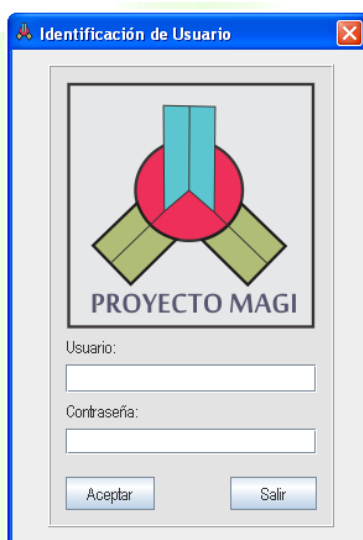 Identificación de Usuario
PROYECTO MAGI
Usuario:
Contraseña:
Aceptar
Salir